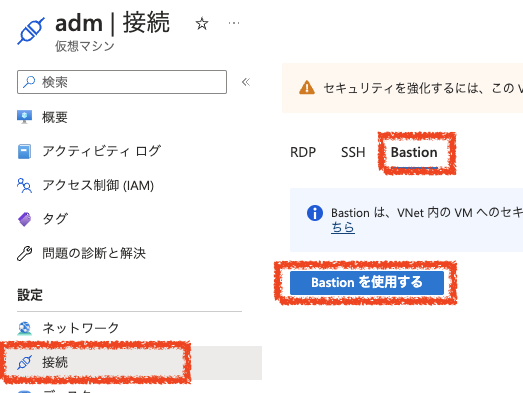 adm | 接続
仮想マシン
検索
概要
アクティビティ ログ
アクセス制御 (IAM)
タグ
問題の診断と解決
設定
ネットワーク
接続
セキュリティを強化するには、この V
RDP
SSH
Bastion
Bastion は、VNet 内の VM へのセキ
ちら
Bastion を使用する